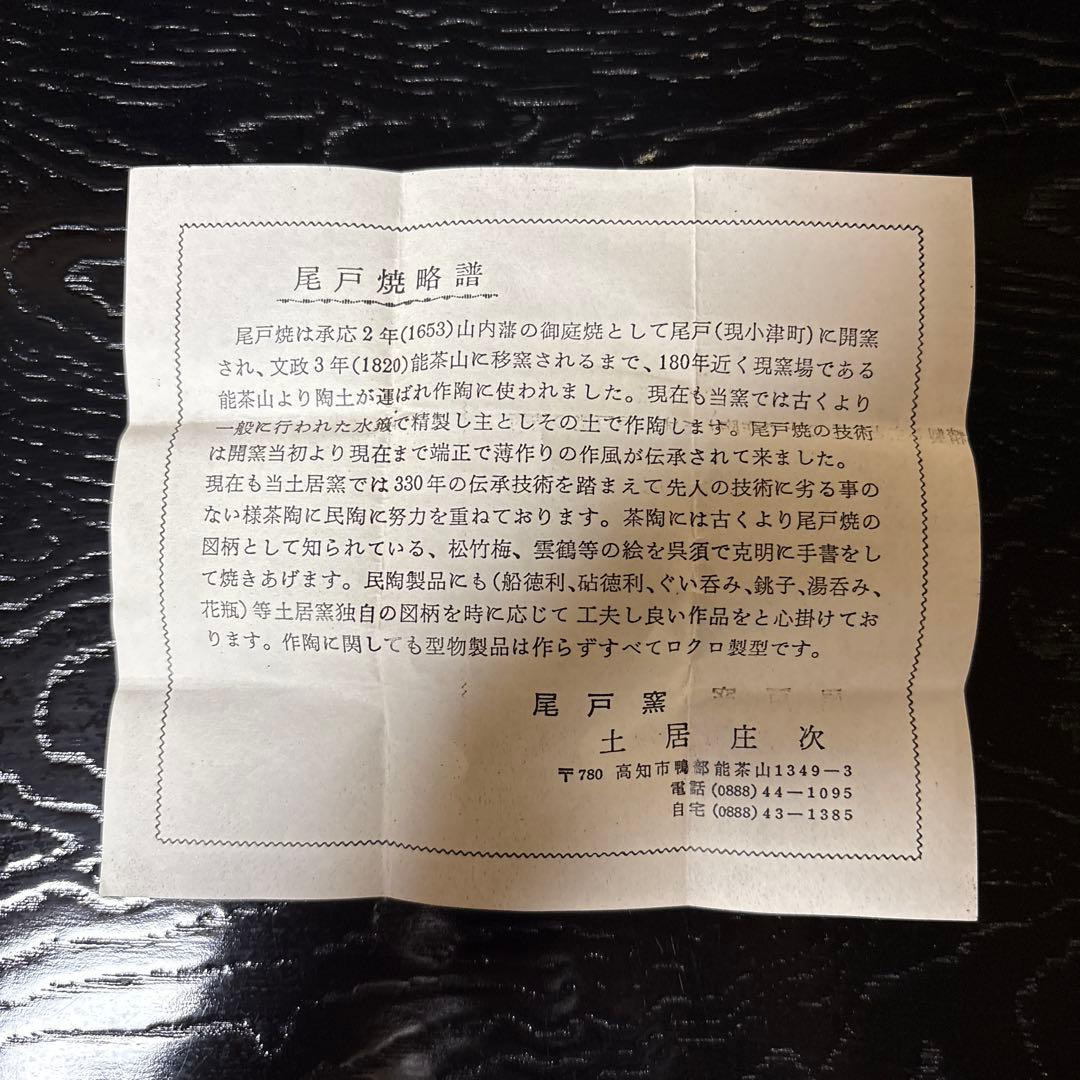 尾戸焼略譜
尾戸焼は承応2年(1653)山内藩の御庭焼として尾戸(現小津町)に開窯
され、文政3年(1820)能茶山に移窯されるまで、180年近く現窯場である
能茶山より陶土が運ばれ作陶に使われました。現在も当窯では古くより
一般に行われた水簸で精製し主としその土で作陶します。尾戸焼の技術
は開窯当初より現在まで端正で薄作りの作風が伝承されて来ました。
現在も当土居窯では330年の伝承技術を踏まえて先人の技術に劣る事の
ない様茶陶に民陶に努力を重ねております。茶陶には古くより尾戸焼の
図柄として知られている、松竹梅、雲鶴等の絵を呉須で克明に手書をし
て焼きあげます。民陶製品にも(船徳利、砧徳利、ぐい呑み、銚子、湯呑み、
花瓶)等土居窯独自の図柄を時に応じて工夫し良い作品をと心掛けてお
ります。作陶に関しても型物製品は作らずすべてロクロ製型です。
尾戸窯
土居庄次
〒780 高知市鴨部能茶山1349-3
電話(0888)44-1095
自宅(0888)43-1385